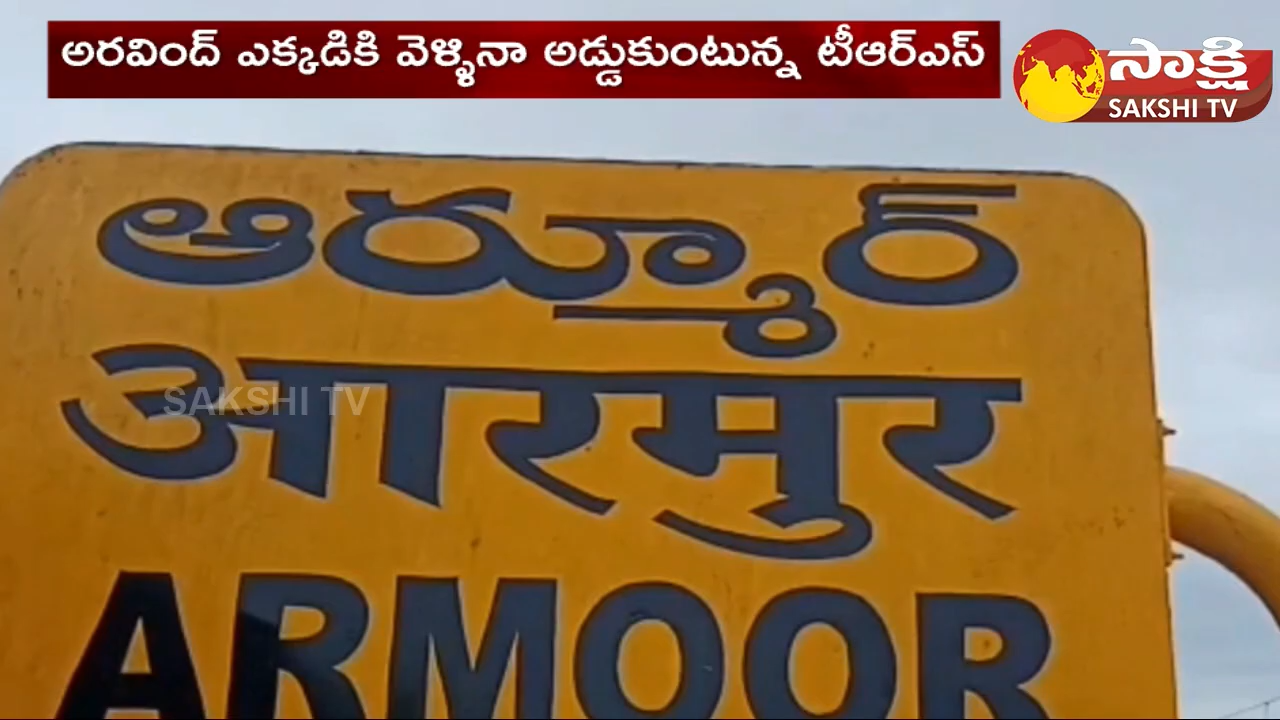 అరవింద్ ఎక్కడికి వెళ్ళినా అడ్డుకుంటున్న టీఆర్ఎస్
సాక్షి
SAKSHI TV
ఆర్మూర్
आरमुर
SAKSHI TV
ARMOOR